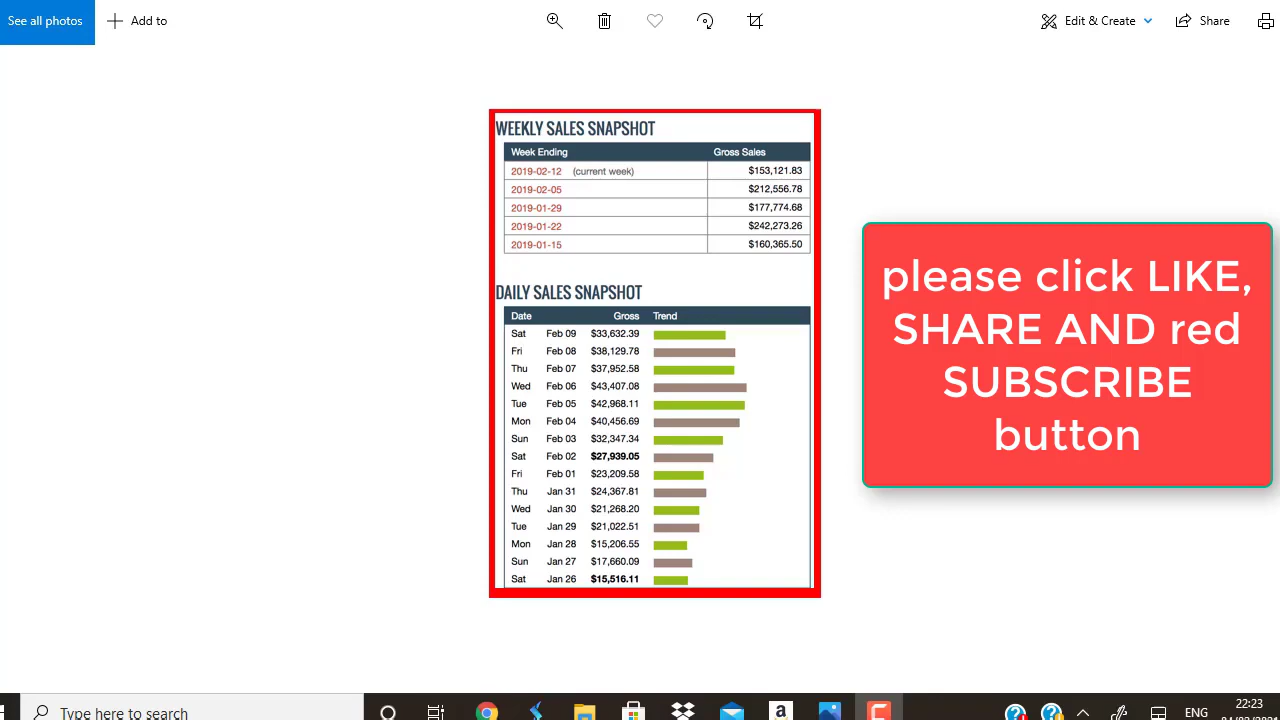 See all photos
Add to
Edit & Create
Share
WEEKLY SALES SNAPSHOT
Week Ending Gross Sales
2019-02-12 (current week) $153,121.83
2019-02-05 $212,556.78
2019-01-29 $177,774.68
2019-01-22 $242,273.26
2019-01-15 $160,365.50
DAILY SALES SNAPSHOT
Date Gross Trend
Sat Feb 09 $33,632.39
Fri Feb 08 $38,129.78
Thu Feb 07 $37,952.58
Wed Feb 06 $43,407.08
Tue Feb 05 $42,968.11
Mon Feb 04 $40,456.69
Sun Feb 03 $32,347.34
Sat Feb 02 $27,939.05
Fri Feb 01 $23,209.58
Thu Jan 31 $24,367.81
Wed Jan 30 $21,268.20
Tue Jan 29 $21,022.51
Mon Jan 28 $15,206.55
Sun Jan 27 $17,660.09
Sat Jan 26 $15,516.11
please click LIKE,
SHARE AND red
SUBSCRIBE
button
Type here to search
ENG
22:23